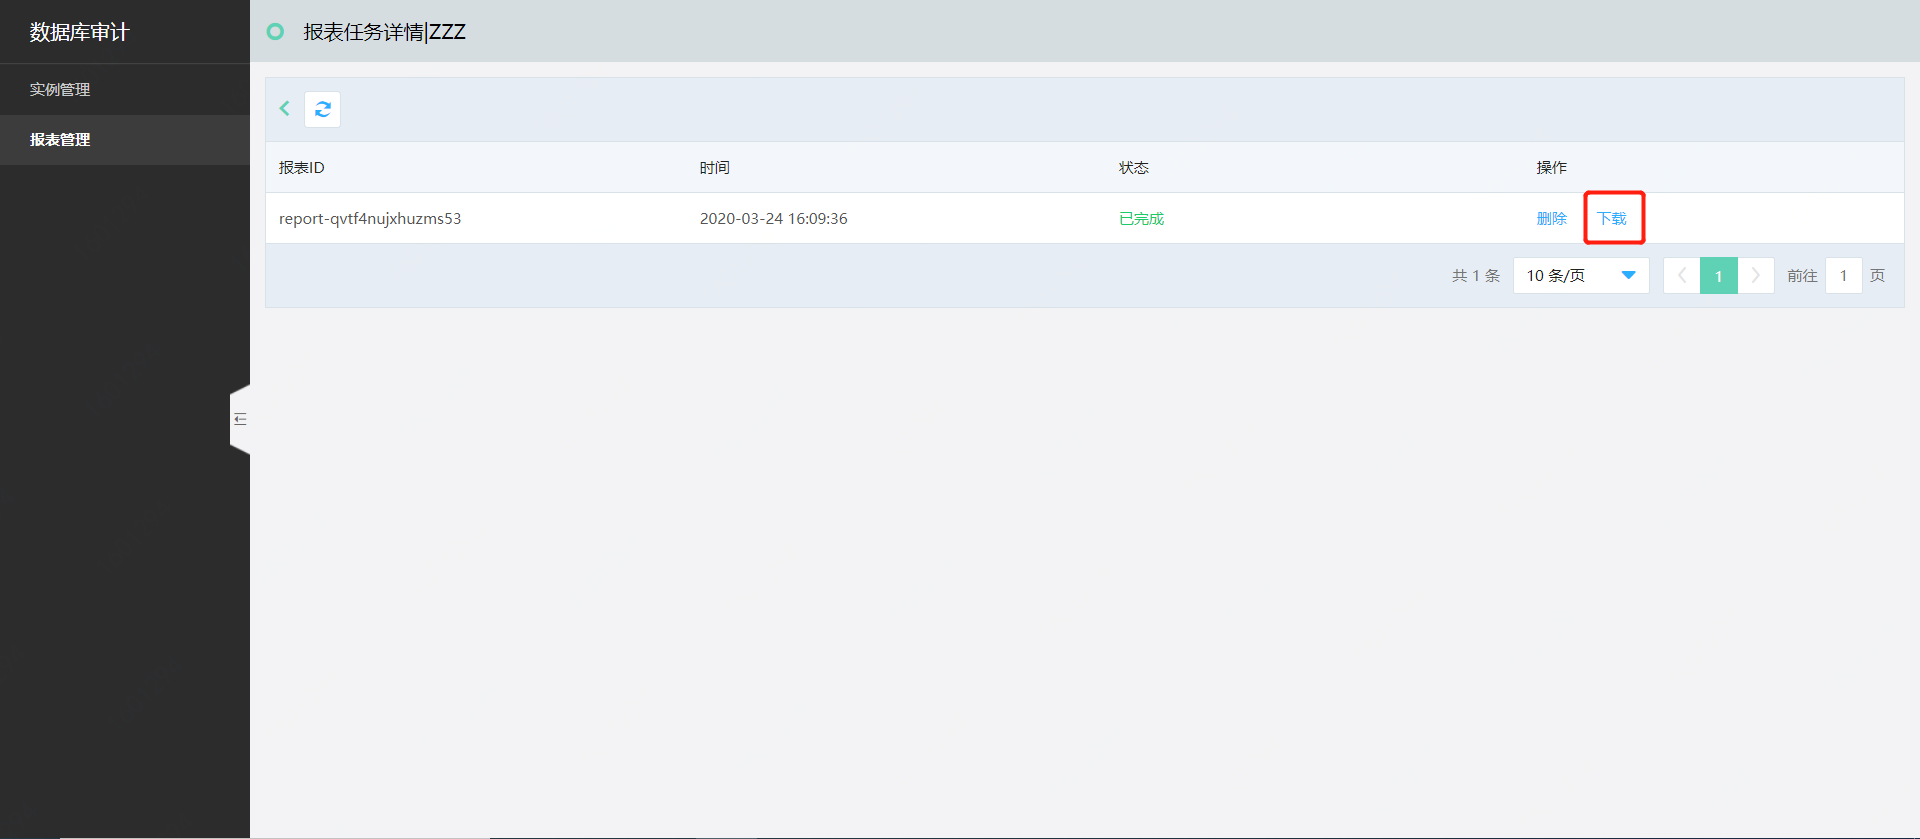 数据库审计
实例管理
报表管理
报表任务详情|ZZZ
报表ID 时间 状态 操作
report-qvtf4nujxhuzms53 2020-03-24 16:09:36 已完成 删除 下载
共 1 条 10 条/页 1 前往 1 页